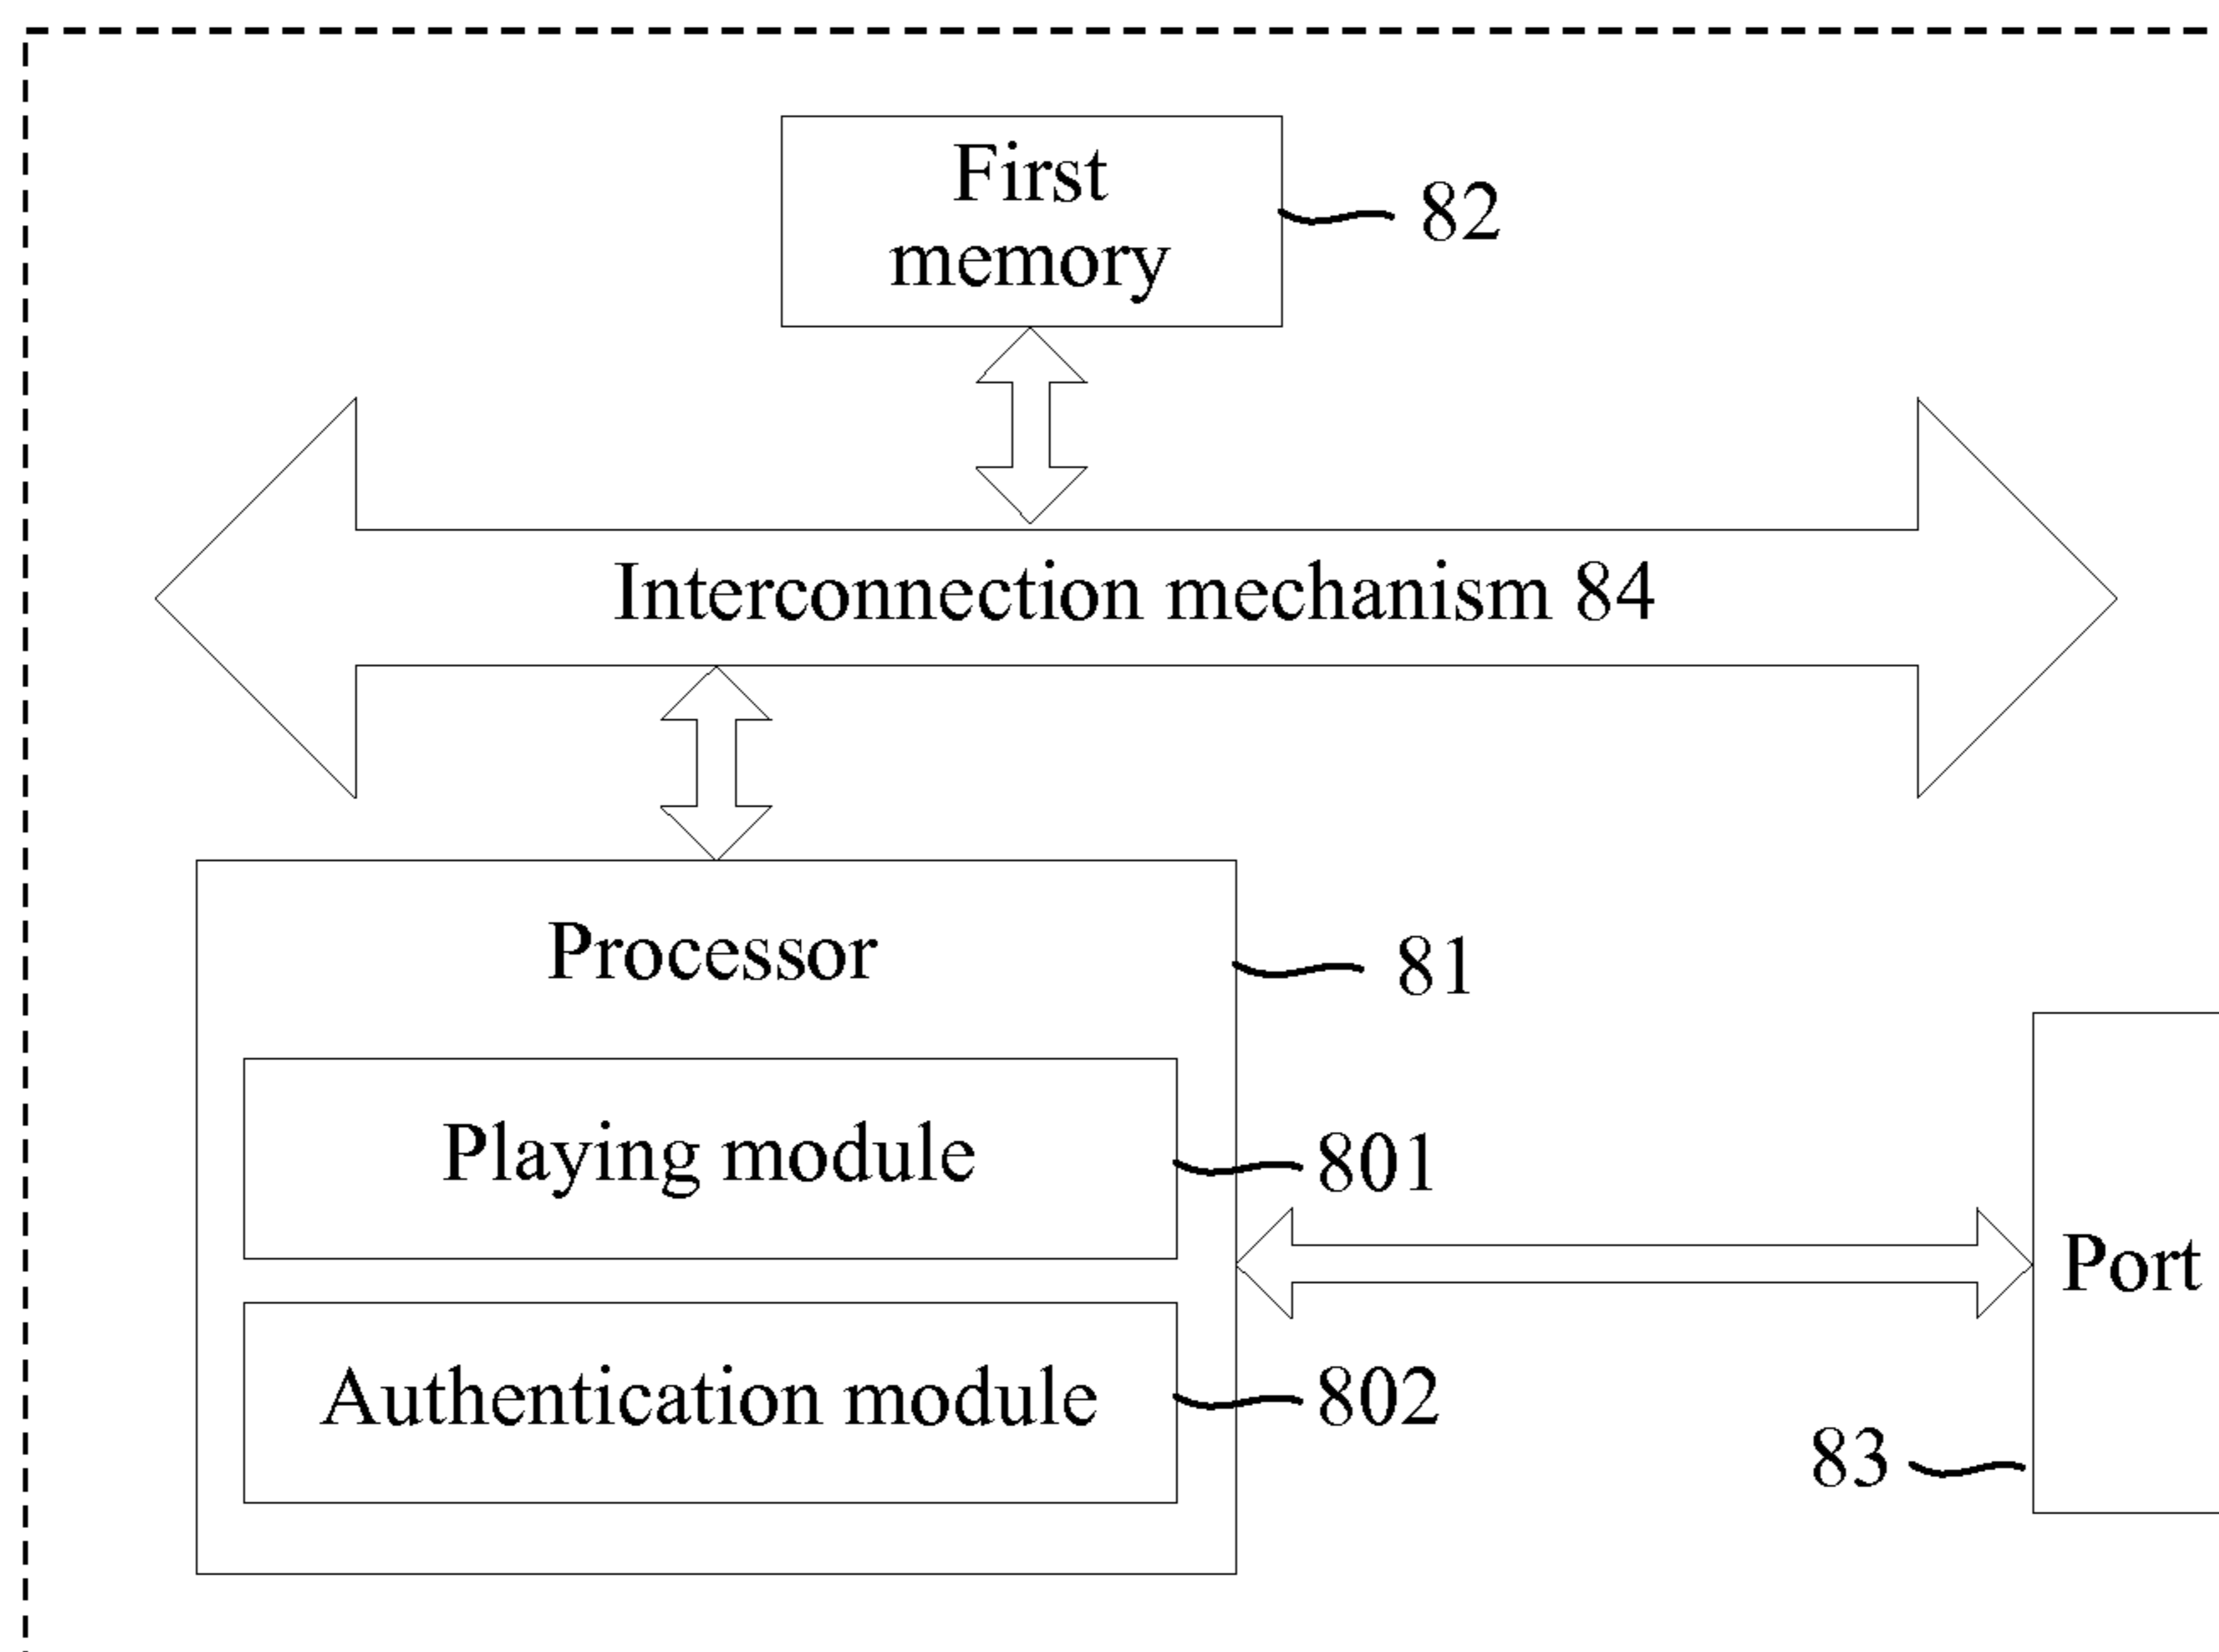 First
memory
82
Interconnection mechanism 84
Processor
81
Playing module
801
Port
Authentication module
802
83